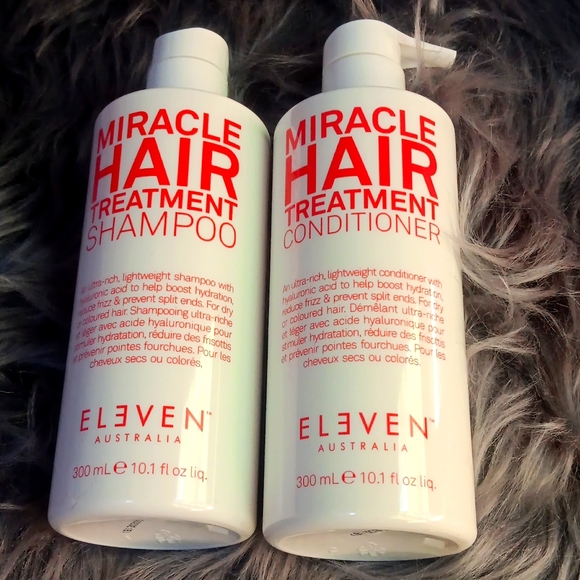 MIRACLE
HAIR
TREATMENT
SHAMPOO
An ultra-rich, lightweight shampoo with
hyaluronic acid to help boost hydration,
reduce frizz & prevent split ends. For dry
or coloured hair. Shampooing ultra-riche
et léger avec acide hyaluronique pour
stimuler hydratation, réduire des frisottis
et prévenir pointes fourchues. Pour les
cheveux secs ou colorés.
ELEVEN™
AUSTRALIA
300 mL ℮ 10.1 fl oz liq.
MIRACLE
HAIR
TREATMENT
CONDITIONER
An ultra-rich, lightweight conditioner with
hyaluronic acid to help boost hydration,
reduce frizz & prevent split ends. For dry
or coloured hair. Démêlant ultra-riche
et léger avec acide hyaluronique pour
stimuler hydratation, réduire des frisottis
et prévenir pointes fourchues. Pour les
cheveux secs ou colorés.
ELEVEN™
AUSTRALIA
300 mL ℮ 10.1 fl oz liq.